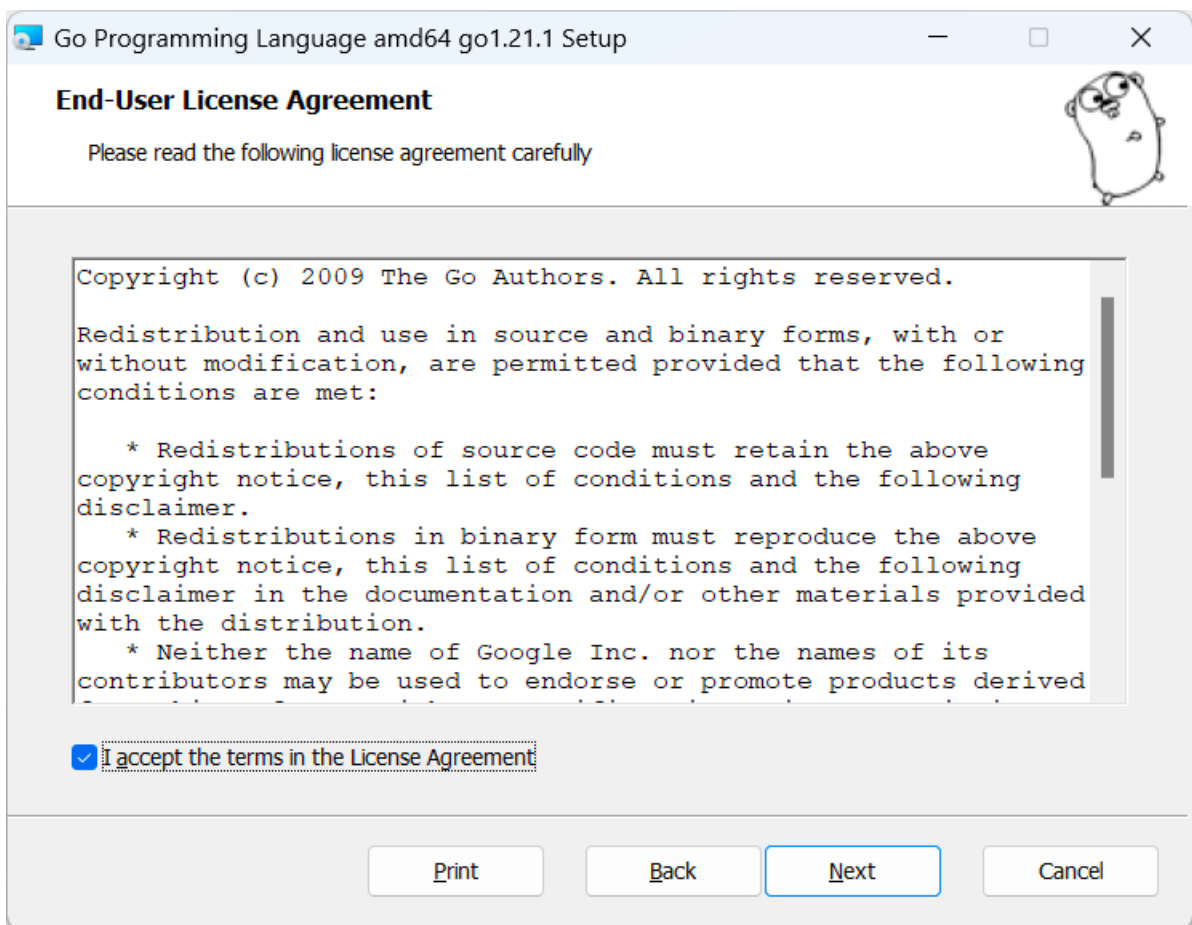 Go Programming Language amd64 go1.21.1 Setup
End-User License Agreement
Please read the following license agreement carefully
Copyright (c) 2009 The Go Authors. All rights reserved.
Redistribution and use in source and binary forms, with or
without modification, are permitted provided that the following
conditions are met:
* Redistributions of source code must retain the above
copyright notice, this list of conditions and the following
disclaimer.
* Redistributions in binary form must reproduce the above
copyright notice, this list of conditions and the following
disclaimer in the documentation and/or other materials provided
with the distribution.
* Neither the name of Google Inc. nor the names of its
contributors may be used to endorse or promote products derived
I accept the terms in the License Agreement
Print
Back
Next
Cancel